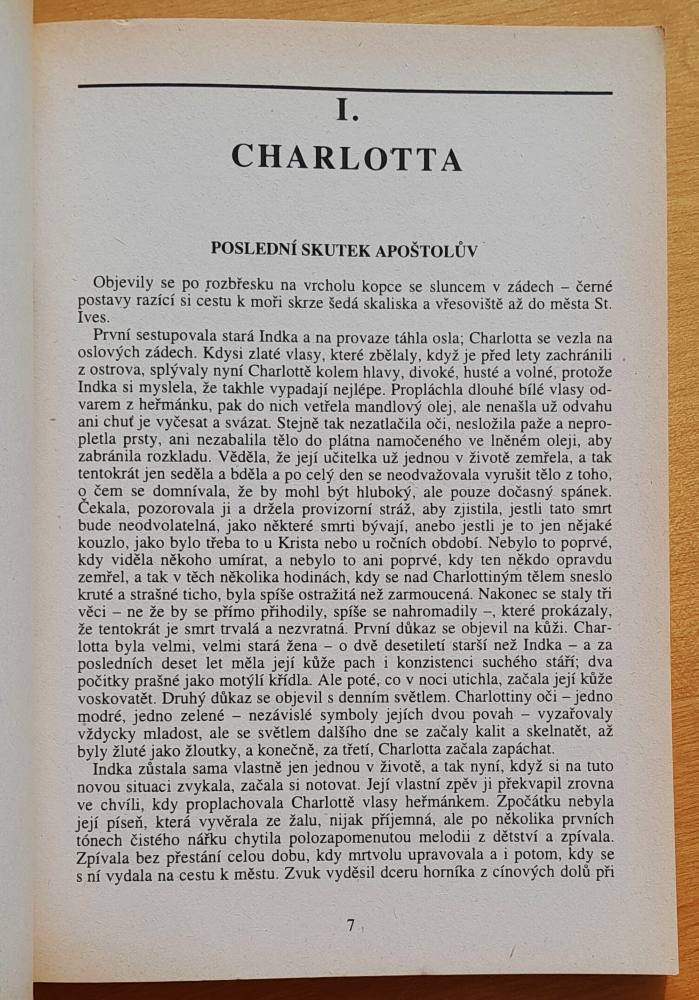 I.
CHARLOTTA
POSLEDNÍ SKUTEK APOŠTOLŮV
Objevily se po rozbřesku na vrcholu kopce se sluncem v zádech – černé
postavy razící si cestu k moři skrze šedá skaliska a vřesoviště až do města St.
Ives.
První sestupovala stará Indka a na provaze táhla osla; Charlotta se vezla na
oslových zádech. Kdysi zlaté vlasy, které zbělaly, když je před lety zachránili
z ostrova, splývaly nyní Charlottě kolem hlavy, divoké, husté a volné, protože
Indka si myslela, že takhle vypadají nejlépe. Propláchla dlouhé bílé vlasy od-
varem z heřmánku, pak do nich vetřela mandlový olej, ale nenašla už odvahu
ani chuť je vyčesat a svázat. Stejně tak nezatlačila oči, nesložila paže a nepro-
pletla prsty, ani nezabalila tělo do plátna namočeného ve lněném oleji, aby
zabránila rozkladu. Věděla, že její učitelka už jednou v životě zemřela, a tak
tentokrát jen seděla a bděla a po celý den se neodvažovala vyrušit tělo z toho,
o čem se domnívala, že by mohl být hluboký, ale pouze dočasný spánek.
Čekala, pozorovala ji a držela provizorní stráž, aby zjistila, jestli tato smrt
bude neodvolatelná, jako některé smrti bývají, anebo jestli je to jen nějaké
kouzlo, jako bylo třeba to u Krista nebo u ročních období. Nebylo to poprvé,
kdy viděla někoho umírat, a nebylo to ani poprvé, kdy ten někdo opravdu
zemřel, a tak v těch několika hodinách, kdy se nad Charlottiným tělem sneslo
kruté a strašné ticho, byla spíše ostražitá než zarmoucená. Nakonec se staly tři
věci – ne že by se přímo přihodily, spíše se nahromadily –, které prokázaly,
že tentokrát je smrt trvalá a nezvratná. První důkaz se objevil na kůži. Char-
lotta byla velmi, velmi stará žena – o dvě desetiletí starší než Indka – a za
posledních deset let měla její kůže pach i konzistenci suchého stáří; dva
počitky prašné jako motýlí křídla. Ale poté, co v noci utichla, začala její kůže
voskovatět. Druhý důkaz se objevil s denním světlem. Charlottiny oči – jedno
modré, jedno zelené – nezávislé symboly jejích dvou povah – vyzařovaly
vždycky mladost, ale se světlem dalšího dne se začaly kalit a skelnatět, až
byly žluté jako žloutky, a konečně, za třetí, Charlotta začala zapáchat.
Indka zůstala sama vlastně jen jednou v životě, a tak nyní, když si na tuto
novou situaci zvykala, začala si notovat. Její vlastní zpěv ji překvapil zrovna
ve chvíli, kdy proplachovala Charlottě vlasy heřmánkem. Zpočátku nebyla
její píseň, která vyvěrala ze žalu, nijak příjemná, ale po několika prvních
tónech čistého nářku chytila polozapomenutou melodii z dětství a zpívala.
Zpívala bez přestání celou dobu, kdy mrtvolu upravovala a i potom, kdy se
s ní vydala na cestu k městu. Zvuk vyděsil dceru horníka z cínových dolů při
7